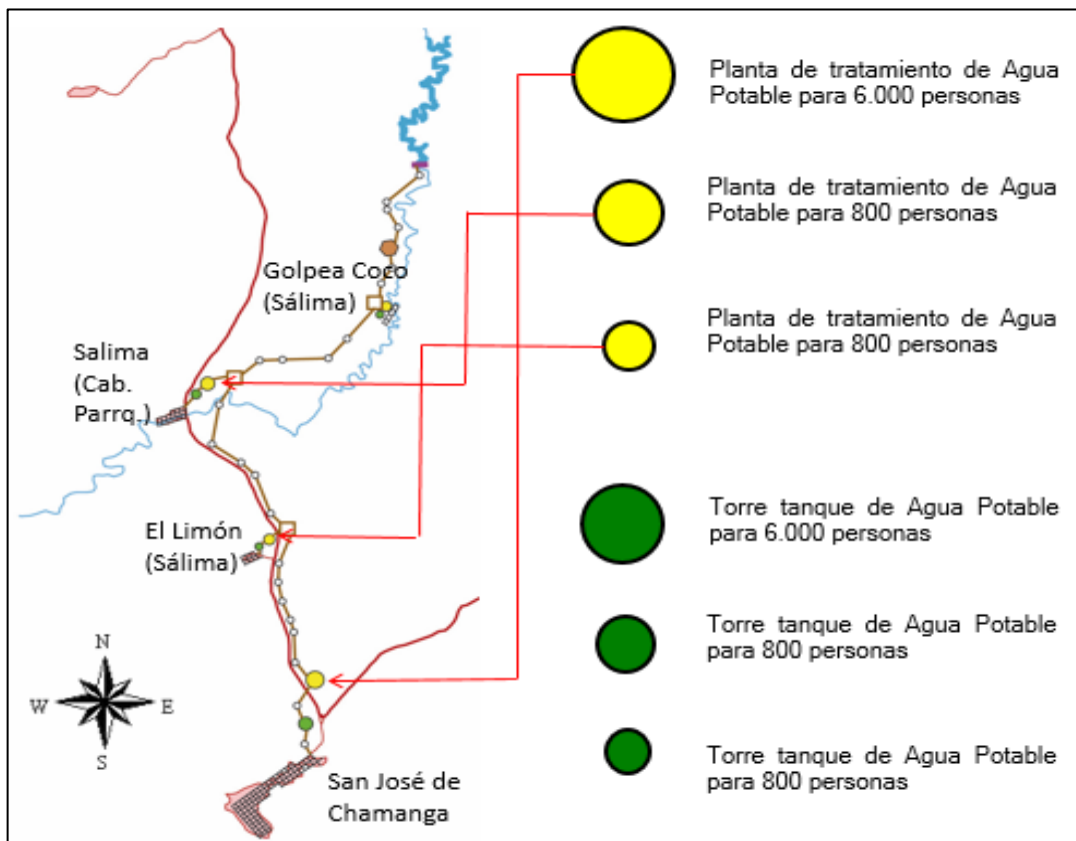 Planta de tratamiento de Agua
Potable para 6.000 personas
Planta de tratamiento de Agua
Potable para 800 personas
Golpea Coco
(Sálima)
Planta de tratamiento de Agua
Potable para 800 personas
Salima
(Cab.
Parrq.)
El Limón
(Sálima)
Torre tanque de Agua Potable
para 6.000 personas
Torre tanque de Agua Potable
para 800 personas
N
W
E
S
Torre tanque de Agua Potable
para 800 personas
San José de
Chamanga